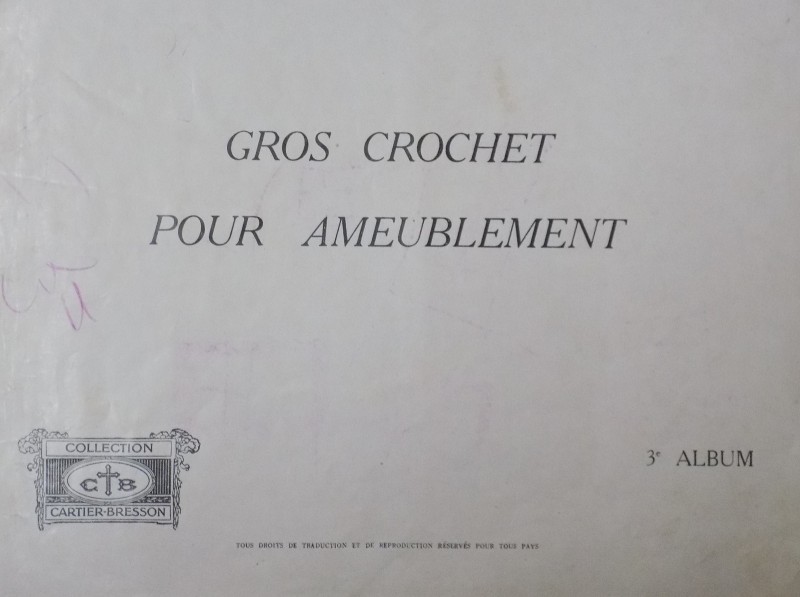 GROS CROCHET
POUR AMEUBLEMENT
3e ALBUM
COLLECTION
C B
CARTIER-BRESSON
TOUS DROITS DE TRADUCTION ET DE REPRODUCTION RÉSERVÉS POUR TOUS PAYS